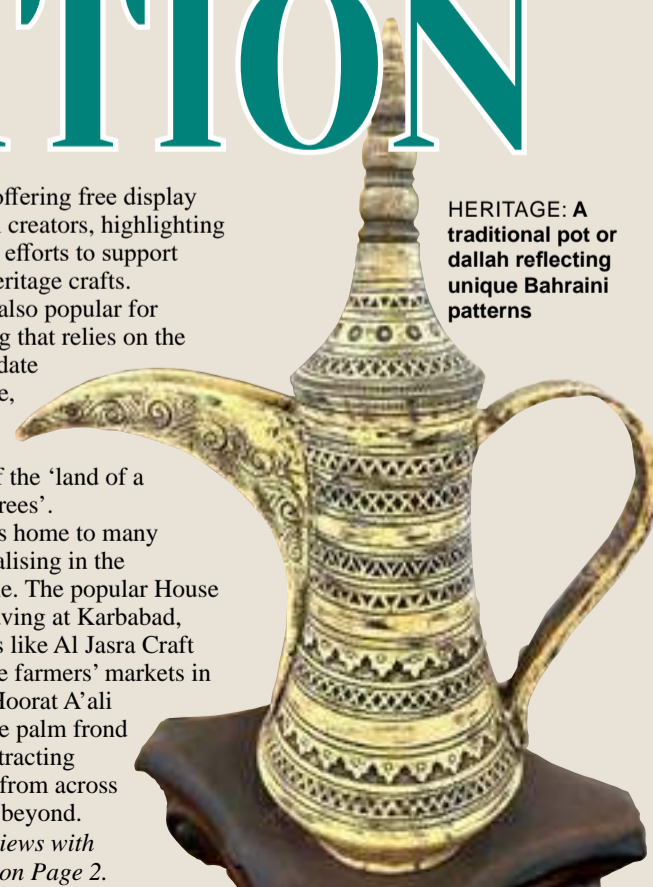 TION
offering free display
creators, highlighting
efforts to support
eritage crafts.
also popular for
g that relies on the
date
e,
f the ‘land of a
rees’.
s home to many
alising in the
e. The popular House
ving at Karbabad,
s like Al Jasra Craft
e farmers’ markets in
Hoorat A’ali
e palm frond
tracting
from across
beyond.
iews with
on Page 2.
HERITAGE: A
traditional pot or
dallah reflecting
unique Bahraini
patterns